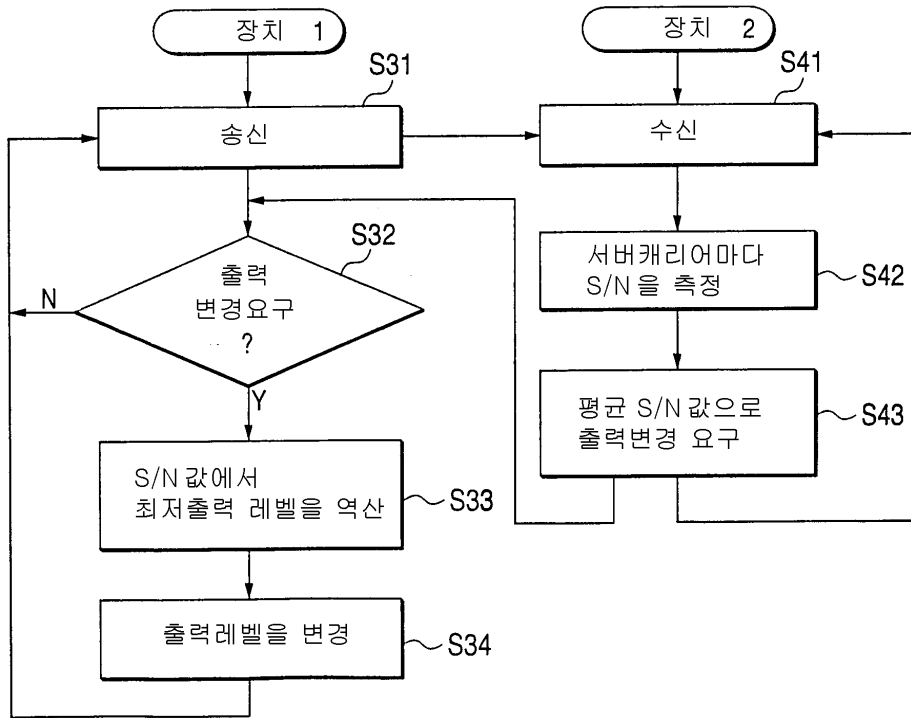 장치 1
S31
송신
S32
출력
변경요구
?
N
Y
S/N 값에서
최저출력 레벨을 역산
S33
출력레벨을 변경
S34
장치 2
S41
수신
서버캐리어마다
S/N을 측정
S42
평균 S/N 값으로
출력변경 요구
S43